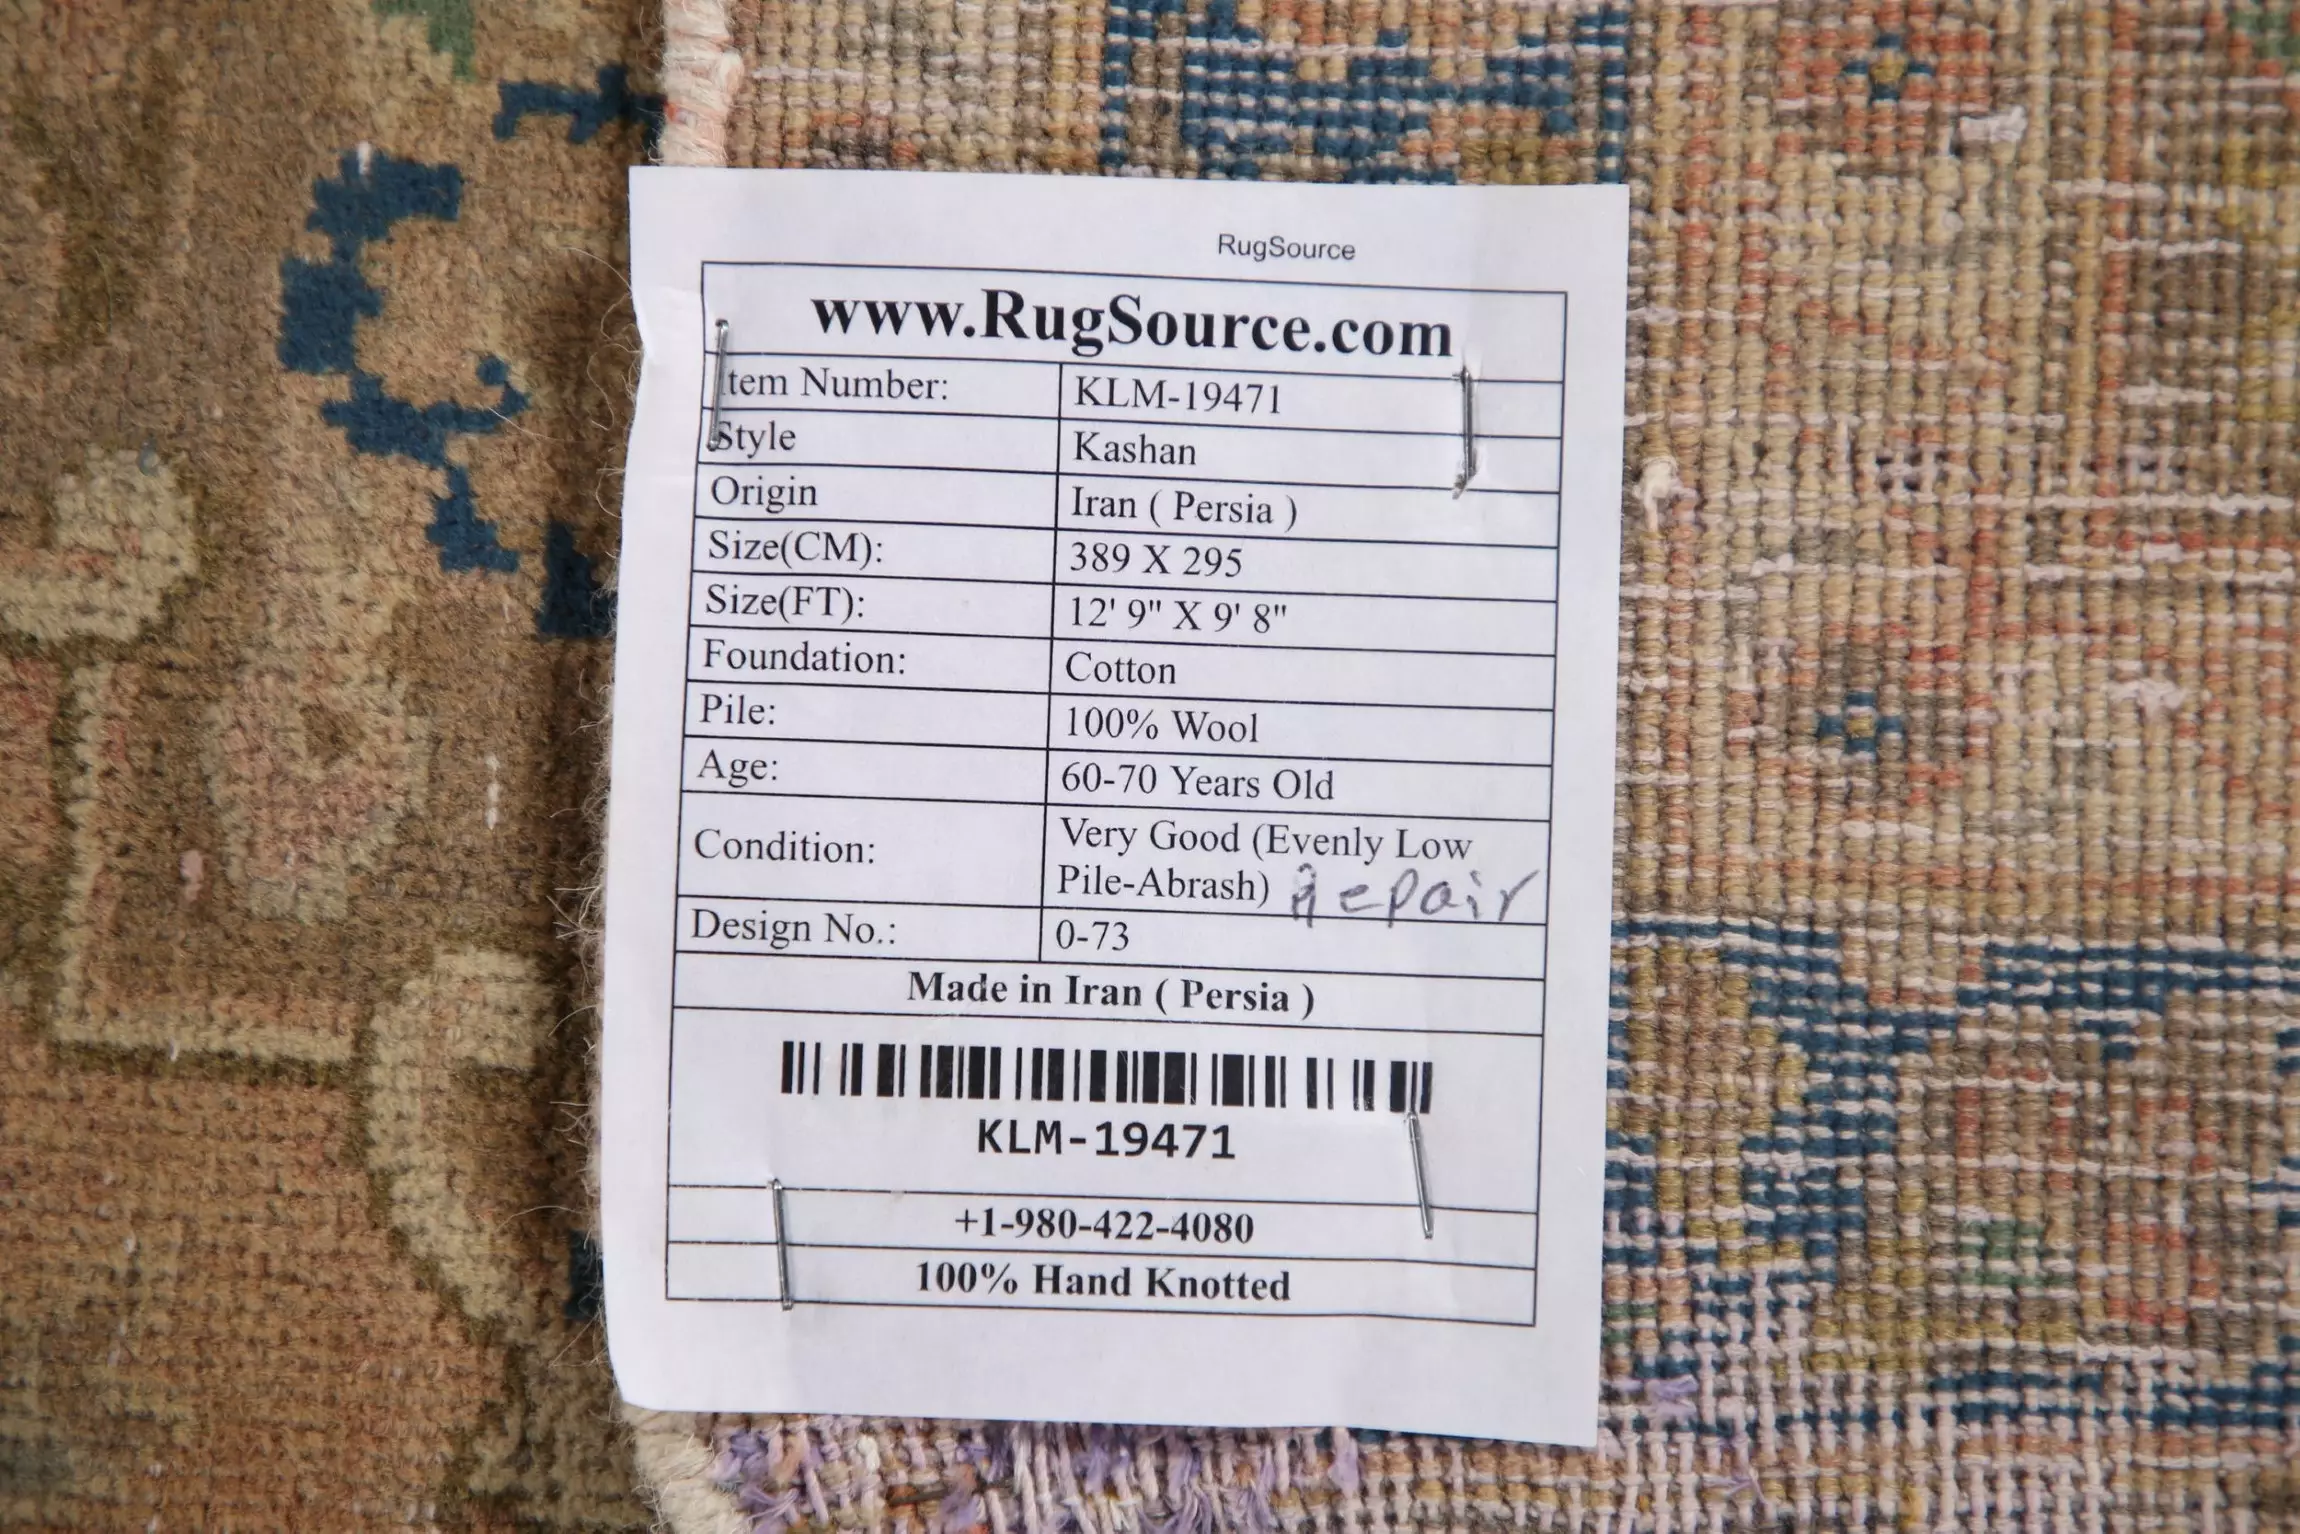 RugSource
www.RugSource.com
Item Number: KLM-19471
Style Kashan
Origin Iran ( Persia )
Size(CM): 389 X 295
Size(FT): 12' 9" X 9' 8"
Foundation: Cotton
Pile: 100% Wool
Age: 60-70 Years Old
Condition: Very Good (Evenly Low
Pile-Abrash) Repair
Design No.: 0-73
Made in Iran ( Persia )
KLM-19471
+1-980-422-4080
100% Hand Knotted